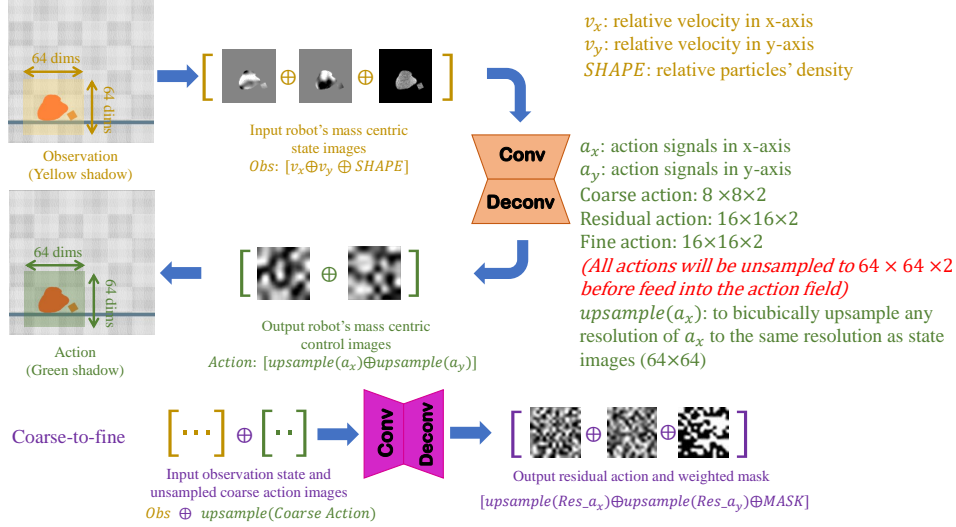 64 dims
64 dims
Observation
(Yellow shadow)
[ ⊕ ⊕ ]
Input robot's mass centric
state images
Obs: [v_x⊕v_y ⊕ SHAPE]
v_x: relative velocity in x-axis
v_y: relative velocity in y-axis
SHAPE: relative particles' density
Conv
Deconv
a_x: action signals in x-axis
a_y: action signals in y-axis
Coarse action: 8 ×8×2
Residual action: 16×16×2
Fine action: 16×16×2
(All actions will be unsampled to 64 × 64 ×2
before feed into the action field)
upsample(a_x): to bicubically upsample any
resolution of a_x to the same resolution as state
images (64×64)
64 dims
64 dims
Action
(Green shadow)
[ ⊕ ]
Output robot's mass centric
control images
Action: [upsample(a_x)⊕upsample(a_y)]
Coarse-to-fine
[···] ⊕ [··]
Input observation state and
unsampled coarse action images
Obs ⊕ upsample(Coarse Action)
Conv
Deconv
[ ⊕ ⊕ ]
Output residual action and weighted mask
[upsample(Res_a_x)⊕upsample(Res_a_y)⊕MASK]